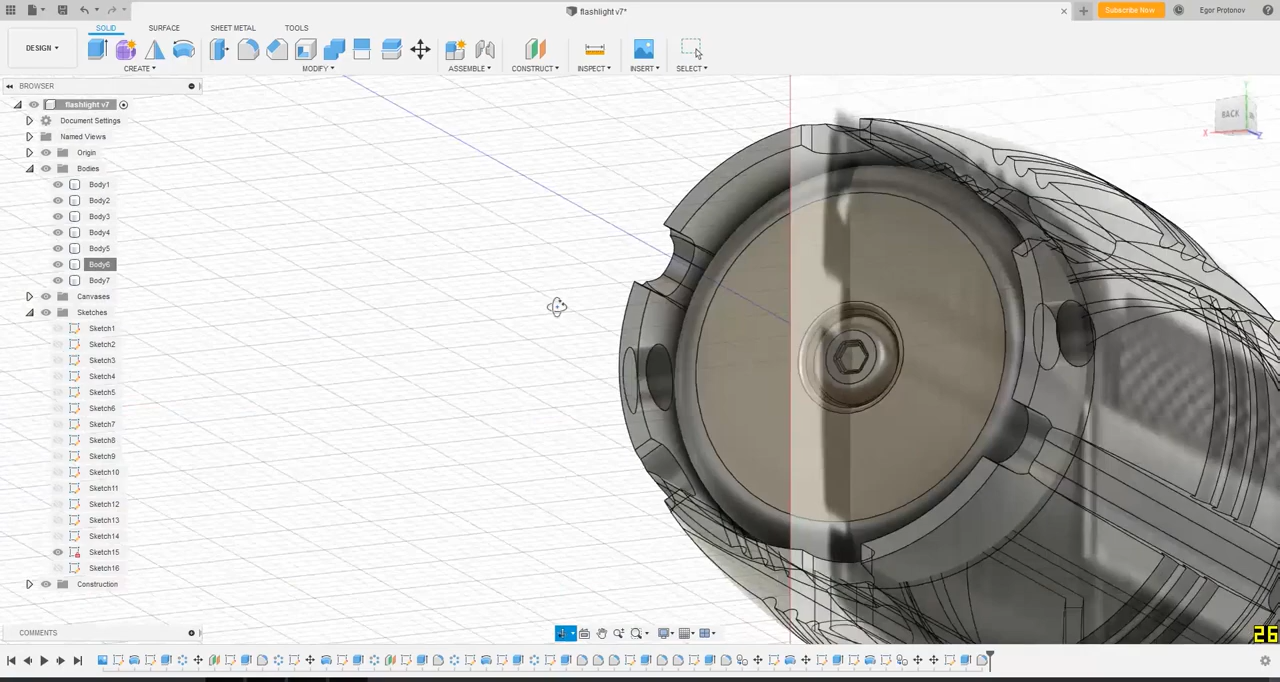 flashlight v7*
Subscribe Now
Egor Protonov
DESIGN
SOLID
SURFACE
SHEET METAL
TOOLS
CREATE
MODIFY
ASSEMBLE
CONSTRUCT
INSPECT
INSERT
SELECT
BROWSER
flashlight v7
Document Settings
Named Views
Origin
Bodies
Body1
Body2
Body3
Body4
Body5
Body6
Body7
Canvases
Sketches
Sketch1
Sketch2
Sketch3
Sketch4
Sketch5
Sketch6
Sketch7
Sketch8
Sketch9
Sketch10
Sketch11
Sketch12
Sketch13
Sketch14
Sketch15
Sketch16
Construction
COMMENTS
BACK
X
Y
Z
26